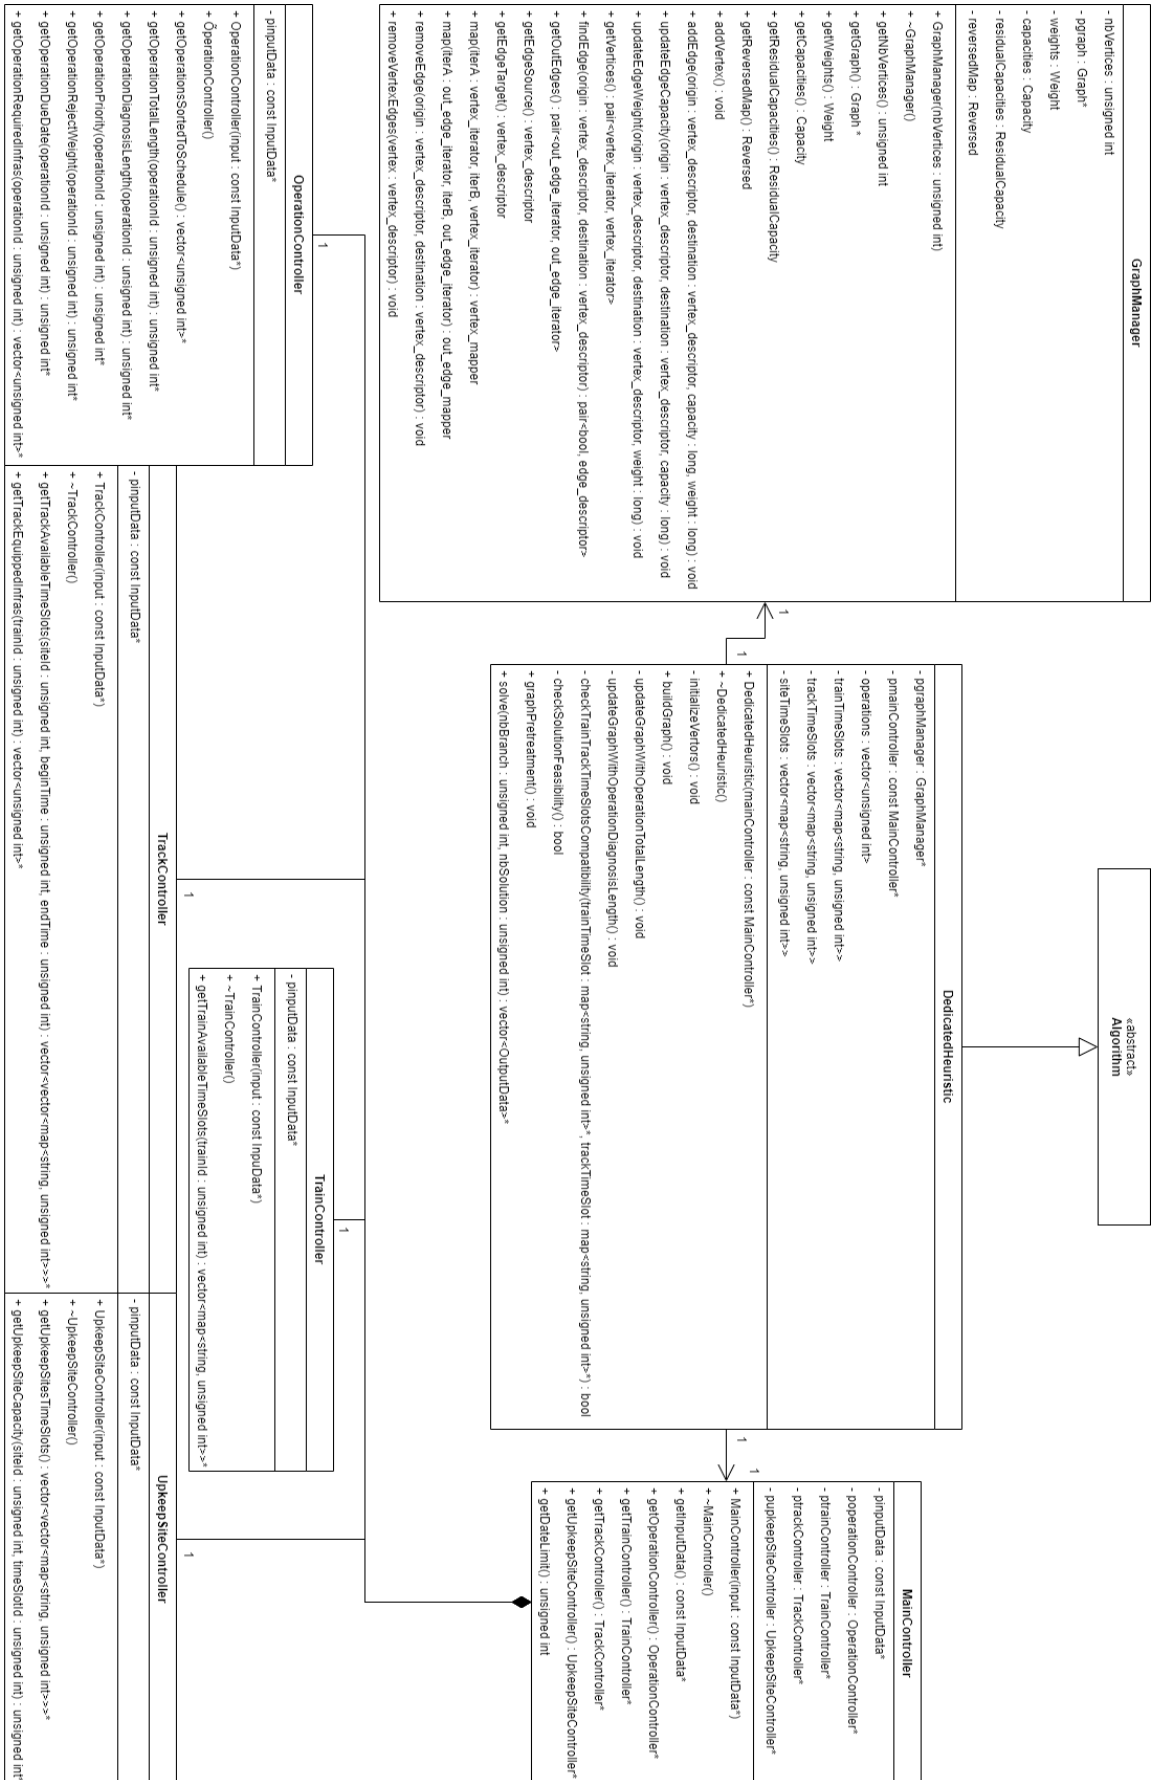 «abstract»
Algorithm
GraphManager
- nbVertices : unsigned int
- pgraph : Graph*
- weights : Weight
- capacities : Capacity
- residualCapacities : ResidualCapacity
- reversedMap : Reversed
+ GraphManager(nbVertices : unsigned int)
+ ~GraphManager()
+ getNbVertices() : unsigned int
+ getGraph() : Graph *
+ getWeights() : Weight
+ getCapacities() : Capacity
+ getResidualCapacities() : ResidualCapacity
+ getReversedMap() : Reversed
+ addVertex() : void
+ addEdge(origin : vertex_descriptor, destination : vertex_descriptor, capacity : long, weight : long) : void
+ updateEdgeCapacity(origin : vertex_descriptor, destination : vertex_descriptor, capacity : long) : void
+ updateEdgeWeight(origin : vertex_descriptor, destination : vertex_descriptor, weight : long) : void
+ getVertices() : pair<vertex_iterator, vertex_iterator>
+ findEdge(origin : vertex_descriptor, destination : vertex_descriptor) : pair<bool, edge_descriptor>
+ getOutEdges() : pair<out_edge_iterator, out_edge_iterator>
+ getEdgeSource() : vertex_descriptor
+ getEdgeTarget() : vertex_descriptor
+ map(iterA : vertex_iterator, iterB, vertex_iterator) : vertex_mapper
+ map(iterA : out_edge_iterator, iterB, out_edge_iterator) : out_edge_mapper
+ removeEdge(origin : vertex_descriptor, destination : vertex_descriptor) : void
+ removeVertexEdges(vertex : vertex_descriptor) : void
1
1
DedicatedHeuristic
- pgraphManager : GraphManager*
- pmainController : const MainController*
- operations : vector<unsigned int>
- trainTimeSlots : vector<map<string, unsigned int>>
- trackTimeSlots : vector<map<string, unsigned int>>
- siteTimeSlots : vector<map<string, unsigned int>>
+ DedicatedHeuristic(mainController : const MainController*)
+ ~DedicatedHeuristic()
- initializeVertors() : void
+ buildGraph() : void
- updateGraphWithOperationTotalLength() : void
- updateGraphWithOperationDiagnosisLength() : void
- checkTrainTrackTimeSlotsCompatibility(trainTimeSlot : map<string, unsigned int>*, trackTimeSlot : map<string, unsigned int>*) : bool
- checkSolutionFeasibility() : bool
+ graphPretreatment() : void
+ solve(nbBranch : unsigned int, nbSolution : unsigned int) : vector<OutputData>*
1
1
MainController
- pinputData : const InputData*
- poperationController : OperationController*
- ptrainController : TrainController*
- ptrackController : TrackController*
- pupkeepSiteController : UpkeepSiteController*
+ MainController(input : const InputData*)
+ ~MainController()
+ getInputData() : const InputData*
+ getOperationController() : OperationController*
+ getTrainController() : TrainController*
+ getTrackController() : TrackController*
+ getUpkeepSiteController() : UpkeepSiteController*
+ getDateLimit() : unsigned int
1
OperationController
- pinputData : const InputData*
+ OperationController(input : const InputData*)
+ ÕperationController()
+ getOperationsSortedToSchedule() : vector<unsigned int>*
+ getOperationTotalLength(operationId : unsigned int) : unsigned int*
+ getOperationDiagnosisLength(operationId : unsigned int) : unsigned int*
+ getOperationPriority(operationId : unsigned int) : unsigned int*
+ getOperationRejectWeight(operationId : unsigned int) : unsigned int*
+ getOperationDueDate(operationId : unsigned int) : unsigned int*
+ getOperationRequiredInfras(operationId : unsigned int) : vector<unsigned int>*
1
TrainController
- pinputData : const InputData*
+ TrainController(input : const InpuData*)
+ ~TrainController()
+ getTrainAvailableTimeSlots(trainId : unsigned int) : vector<map<string, unsigned int>>*
1
TrackController
- pinputData : const InputData*
+ TrackController(input : const InputData*)
+ ~TrackController()
+ getTrackAvailableTimeSlots(siteId : unsigned int, beginTime : unsigned int, endTime : unsigned int) : vector<vector<map<string, unsigned int>>>*
+ getTrackEquippedInfras(trainId : unsigned int) : vector<unsigned int>*
1
UpkeepSiteController
- pinputData : const InputData*
+ UpkeepSiteController(input : const InputData*)
+ ~UpkeepSiteController()
+ getUpkeepSitesTimeSlots() : vector<vector<map<string, unsigned int>>>*
+ getUpkeepSiteCapacity(siteId : unsigned int, timeSlotId : unsigned int) : unsigned int*